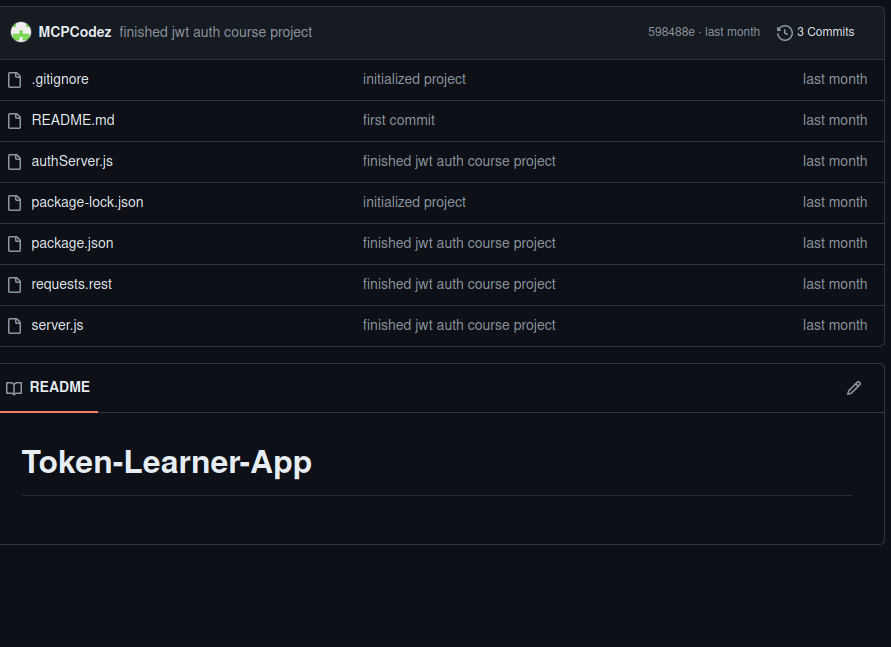 MCPCodez finished jwt auth course project 598488e · last month 3 Commits
.gitignore initialized project last month
README.md first commit last month
authServer.js finished jwt auth course project last month
package-lock.json initialized project last month
package.json finished jwt auth course project last month
requests.rest finished jwt auth course project last month
server.js finished jwt auth course project last month
README
Token-Learner-App